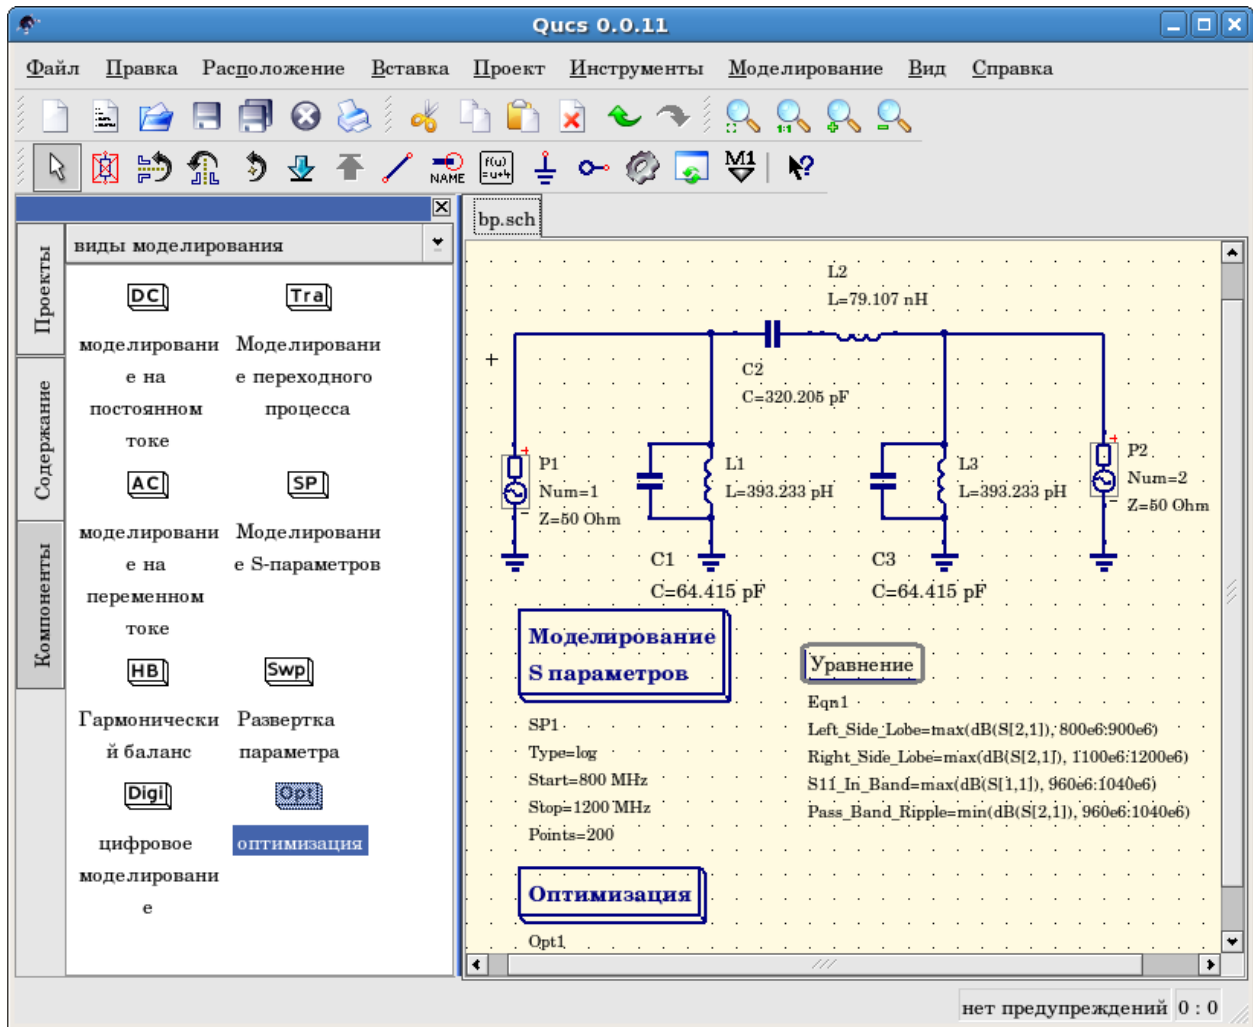 Qucs 0.0.11
Файл Правка Расположение Вставка Проект Инструменты Моделирование Вид Справка
1:1
NAME
f(u)
=u+4
M1
?
bp.sch
Проекты
Содержание
Компоненты
виды моделирования
DC
моделировани
е на
постоянном
токе
Tra
Моделировани
е переходного
процесса
AC
моделировани
е на
переменном
токе
SP
Моделировани
е S-параметров
HB
Гармонически
й баланс
Swp
Развертка
параметра
Digi
цифровое
моделировани
е
Opt
оптимизация
L2
L=79.107 nH
C2
C=320.205 pF
P1
Num=1
Z=50 Ohm
L1
L=393.233 pH
L3
L=393.233 pH
P2
Num=2
Z=50 Ohm
C1
C=64.415 pF
C3
C=64.415 pF
Моделирование
S параметров
SP1
Type=log
Start=800 MHz
Stop=1200 MHz
Points=200
Уравнение
Eqn1
Left_Side_Lobe=max(dB(S[2,1]), 800e6:900e6)
Right_Side_Lobe=max(dB(S[2,1]), 1100e6:1200e6)
S11_In_Band=max(dB(S[1,1]), 960e6:1040e6)
Pass_Band_Ripple=min(dB(S[2,1]), 960e6:1040e6)
Оптимизация
Opt1
нет предупреждений 0 : 0